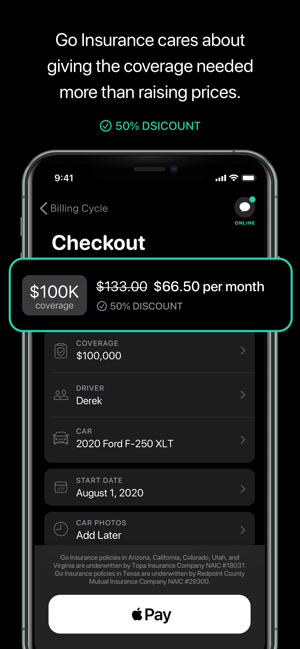 Go Insurance cares about
giving the coverage needed
more than raising prices.
50% DSICOUNT
9:41
Billing Cycle
ONLINE
Checkout
$100K
coverage
$133.00 $66.50 per month
50% DISCOUNT
COVERAGE
$100,000
DRIVER
Derek
CAR
2020 Ford F-250 XLT
START DATE
August 1, 2020
CAR PHOTOS
Add Later
Go Insurance policies in Arizona, California, Colorado, Utah, and
Virginia are underwritten by Topa Insurance Company NAIC #18031.
Go Insurance policies in Texas are underwritten by Redpoint County
Mutual Insurance Company NAIC #29300.
Pay